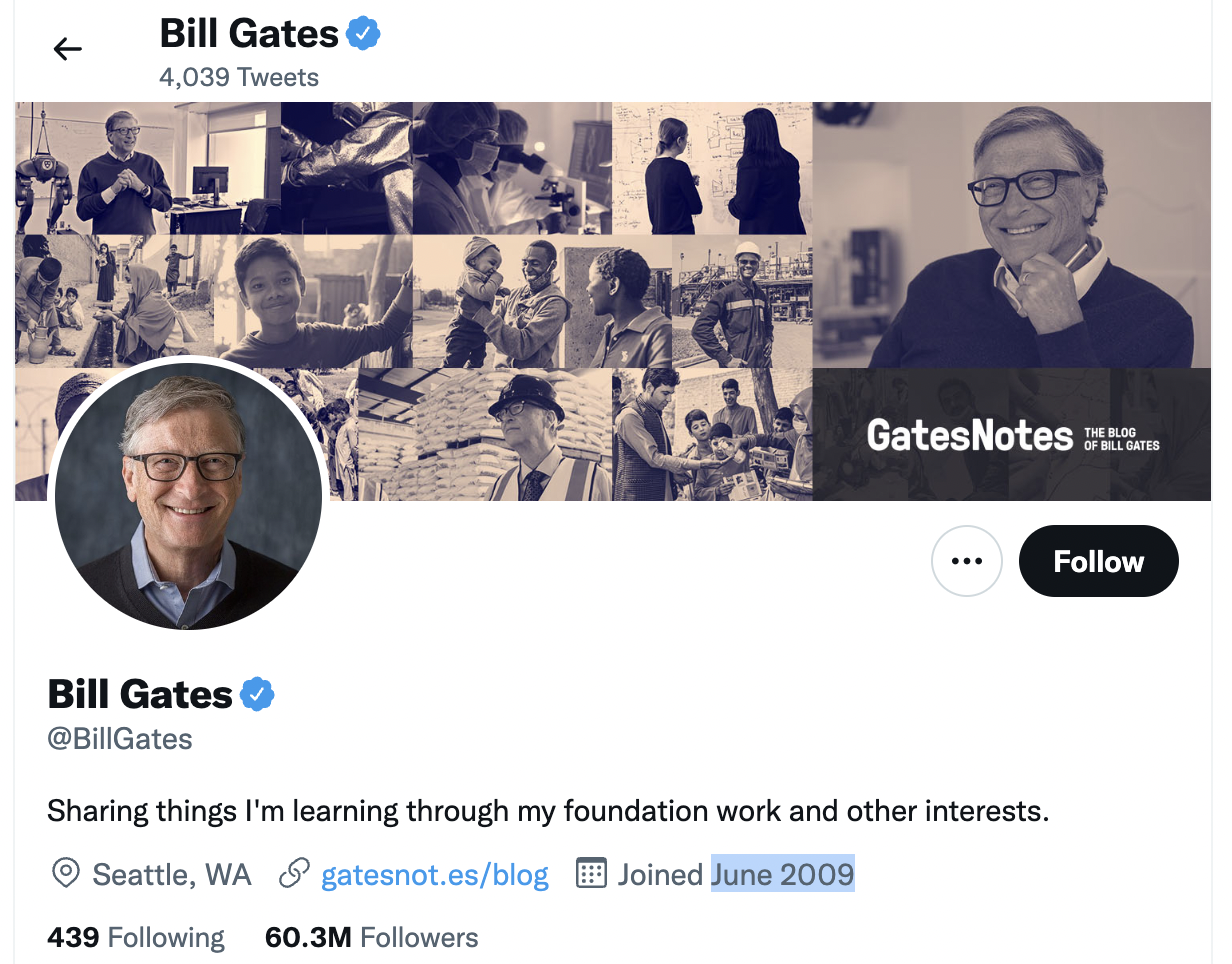 Bill Gates
4,039 Tweets
GatesNotes THE BLOG
OF BILL GATES
Follow
Bill Gates
@BillGates
Sharing things I'm learning through my foundation work and other interests.
Seattle, WA gatesnot.es/blog Joined June 2009
439 Following 60.3M Followers